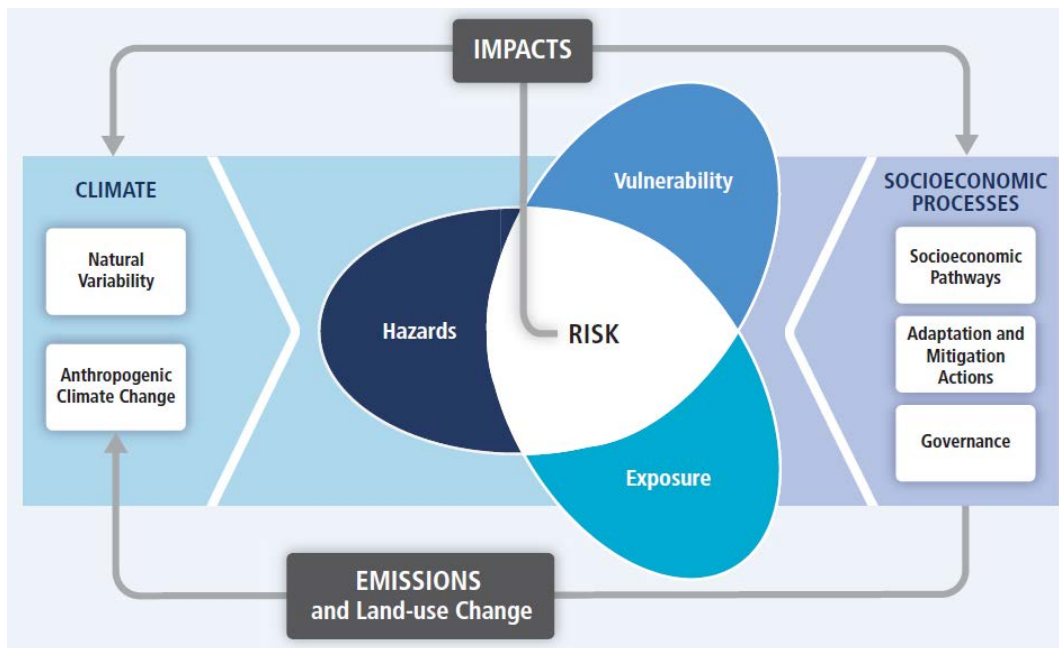 IMPACTS
CLIMATE
Natural
Variability
Anthropogenic
Climate Change
Hazards
Vulnerability
RISK
Exposure
SOCIOECONOMIC
PROCESSES
Socioeconomic
Pathways
Adaptation and
Mitigation
Actions
Governance
EMISSIONS
and Land-use Change